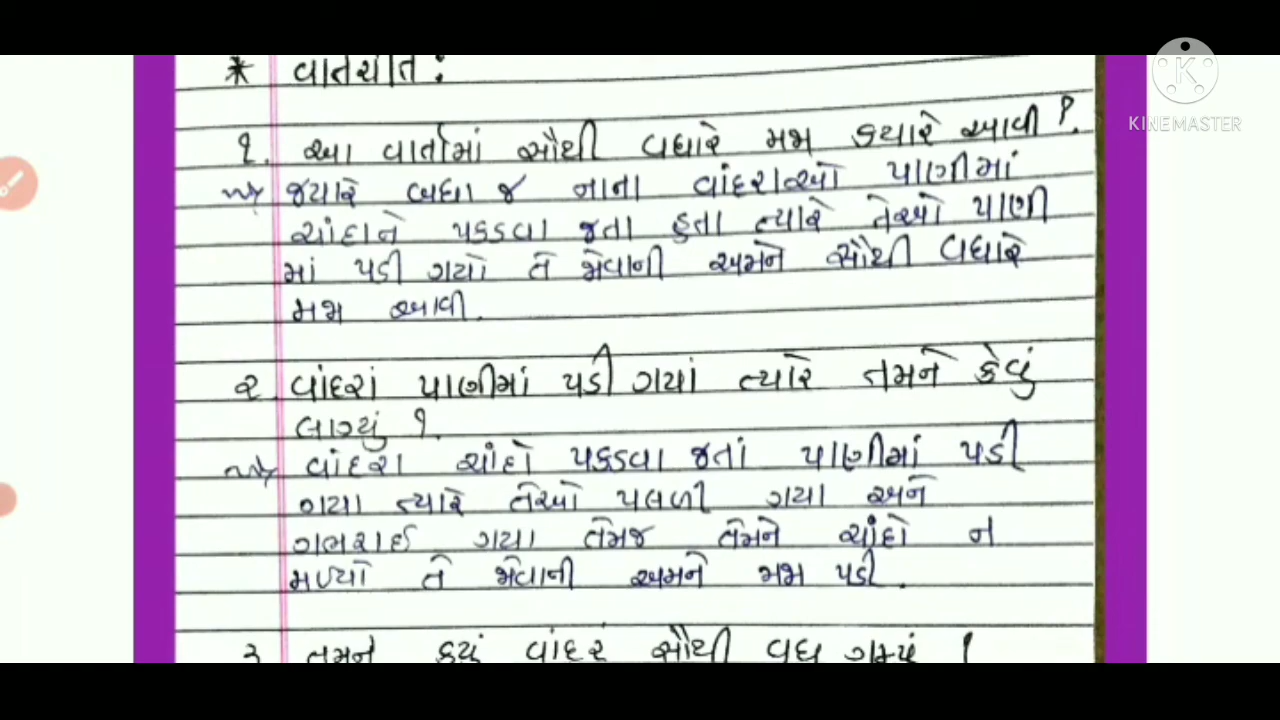 * વાતચીત :
KINEMASTER
૧. આ વાર્તામાં સૌથી વધારે મજા કયારે આવી ?
જયારે બધા જ નાના વાંદરાઓ પાણીમાં
ચાંદાને પકડવા જતા હતા ત્યારે તેઓ પાણી
માં પડી ગયો તે જોવાની અમને સૌથી વધારે
મજા આવી.
૨ વાંદરાં પાણીમાં પડી ગયાં ત્યારે તમને કેવું
લાગ્યું ?
વાંદરા ચાંદો પકડવા જતાં પાણીમાં પડી
ગયા ત્યારે તેઓ પલળી ગયા અને
ગભરાઈ ગયા તેમજ તેમને ચાંદો ન
મળ્યો તે જોવાની અમને મજા પડી.
૩ તમને કયું વાંદરું સૌથી વધુ ગમ્યું ?